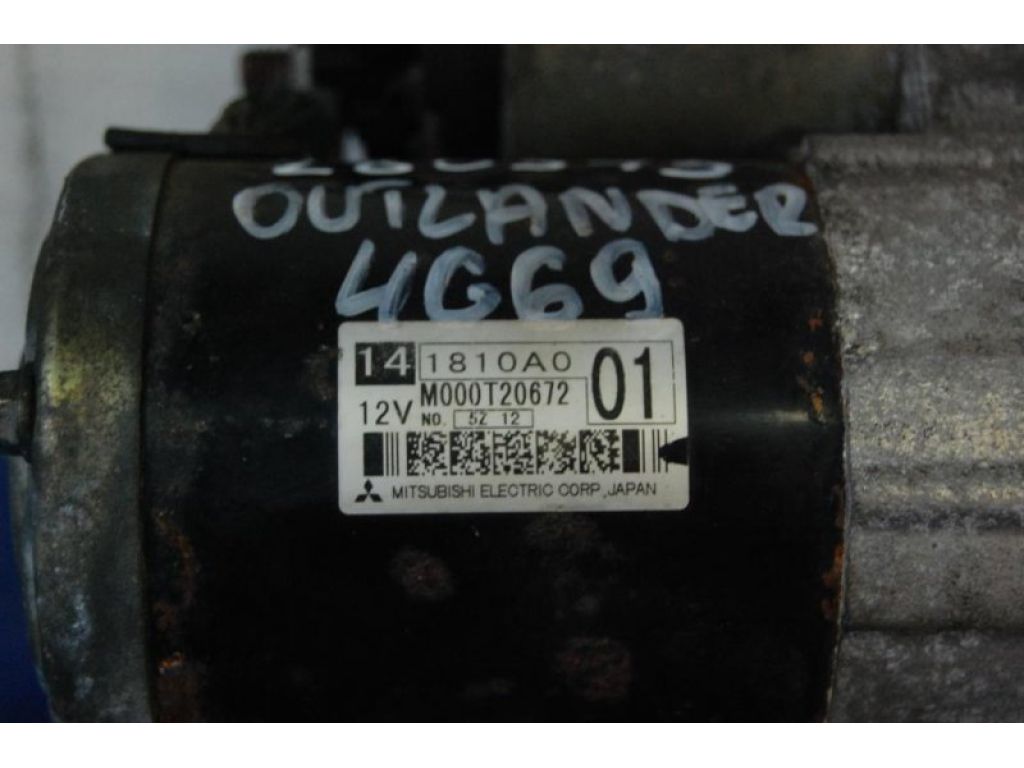 OUTLANDER
4G69
14 1810A0 01
12V M000T20672
NO. 5Z 12
MITSUBISHI ELECTRIC CORP., JAPAN